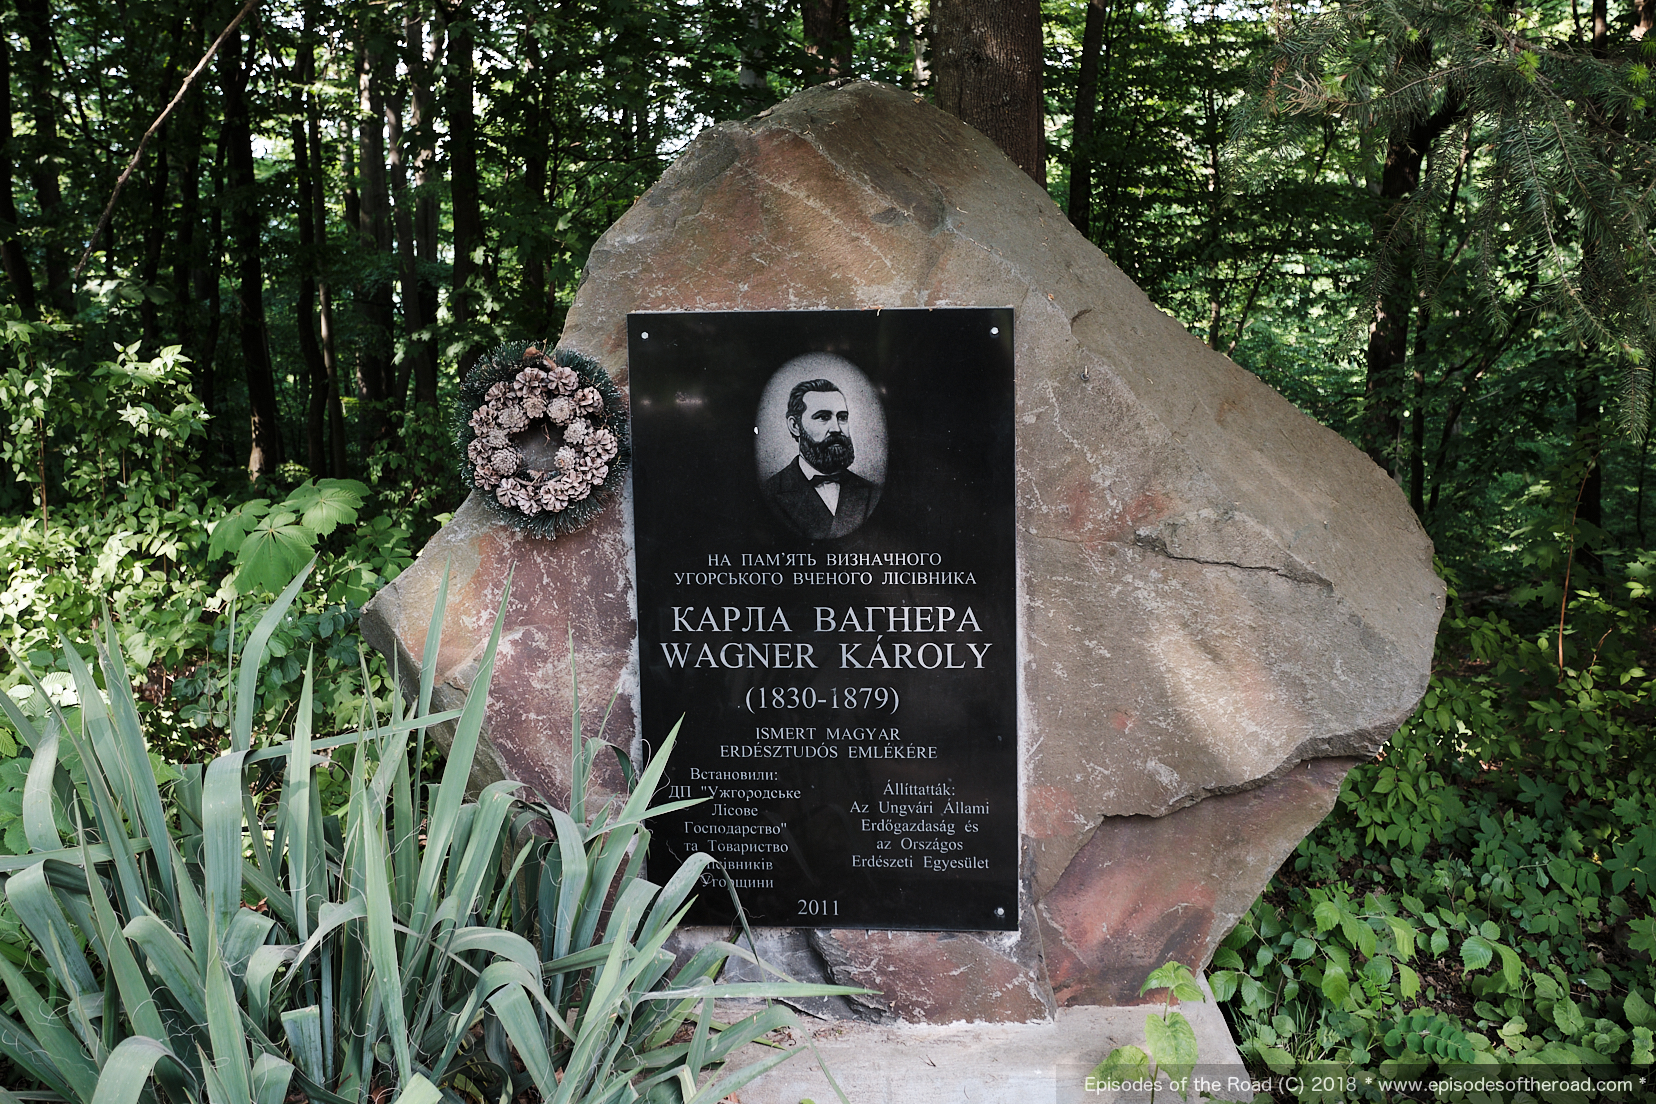 НА ПАМ'ЯТЬ ВИЗНАЧНОГО
УГОРСЬКОГО ВЧЕНОГО ЛІСІВНИКА
КАРЛА ВАГНЕРА
WAGNER KÁROLY
(1830-1879)
ISMERT MAGYAR
ERDÉSZTUDÓS EMLÉKÉRE
Встановили:
ДП "Ужгородське
Лісове
Господарство"
та Товариство
лісівників
Угорщини
Állíttatták:
Az Ungvári Állami
Erdőgazdaság és
az Országos
Erdészeti Egyesület
2011
Episodes of the Road (C) 2018 * www.episodesoftheroad.com *